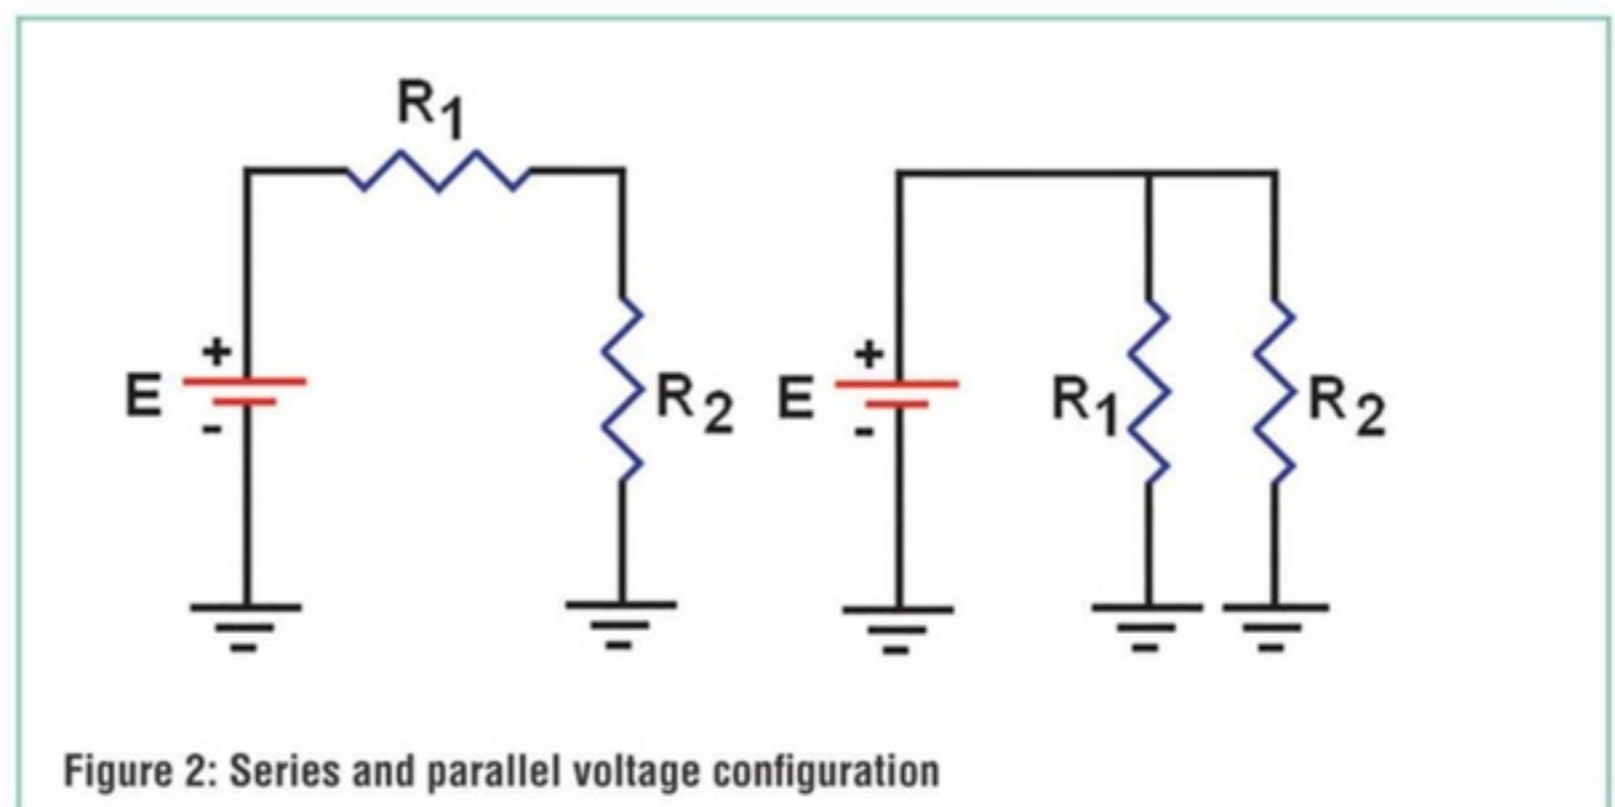 R1
+
E
-
R2
+
E
-
R1
R2
Figure 2: Series and parallel voltage configuration